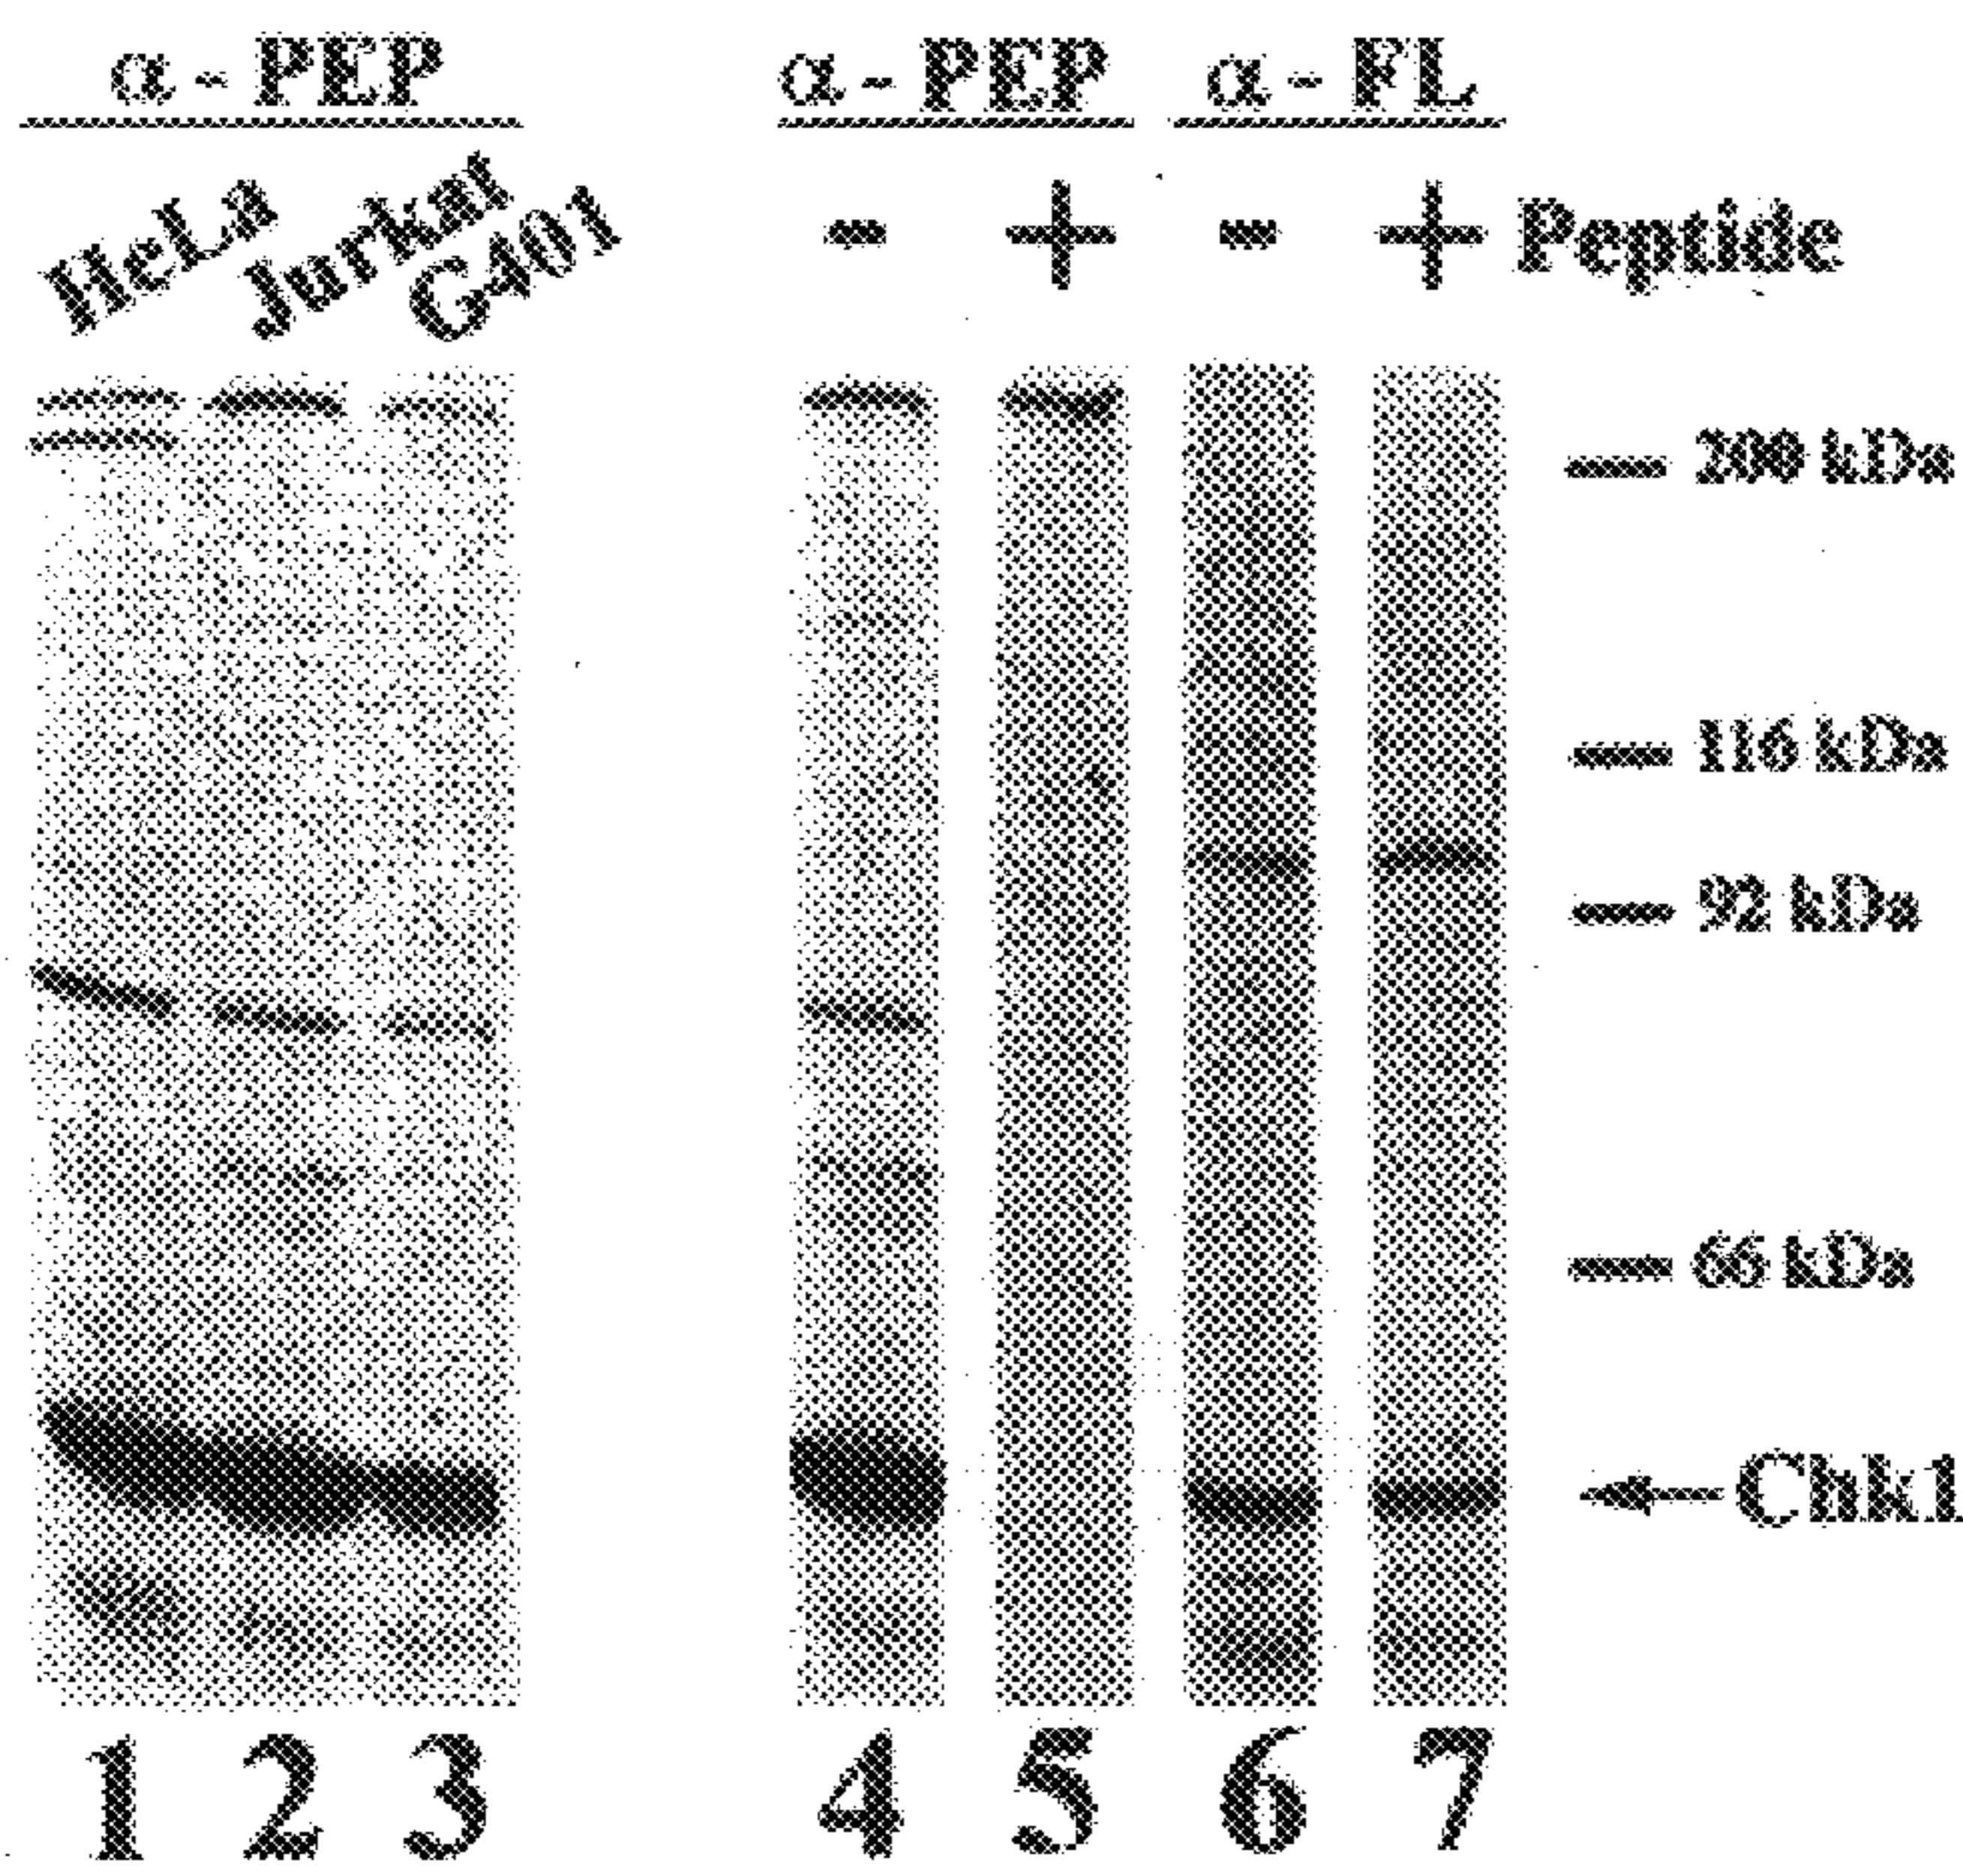 α - PEP α - PEP α - FL
HeLa Jurkat G401 - + - + Peptide
200 kDa
116 kDa
92 kDa
66 kDa
Chk1
1 2 3 4 5 6 7